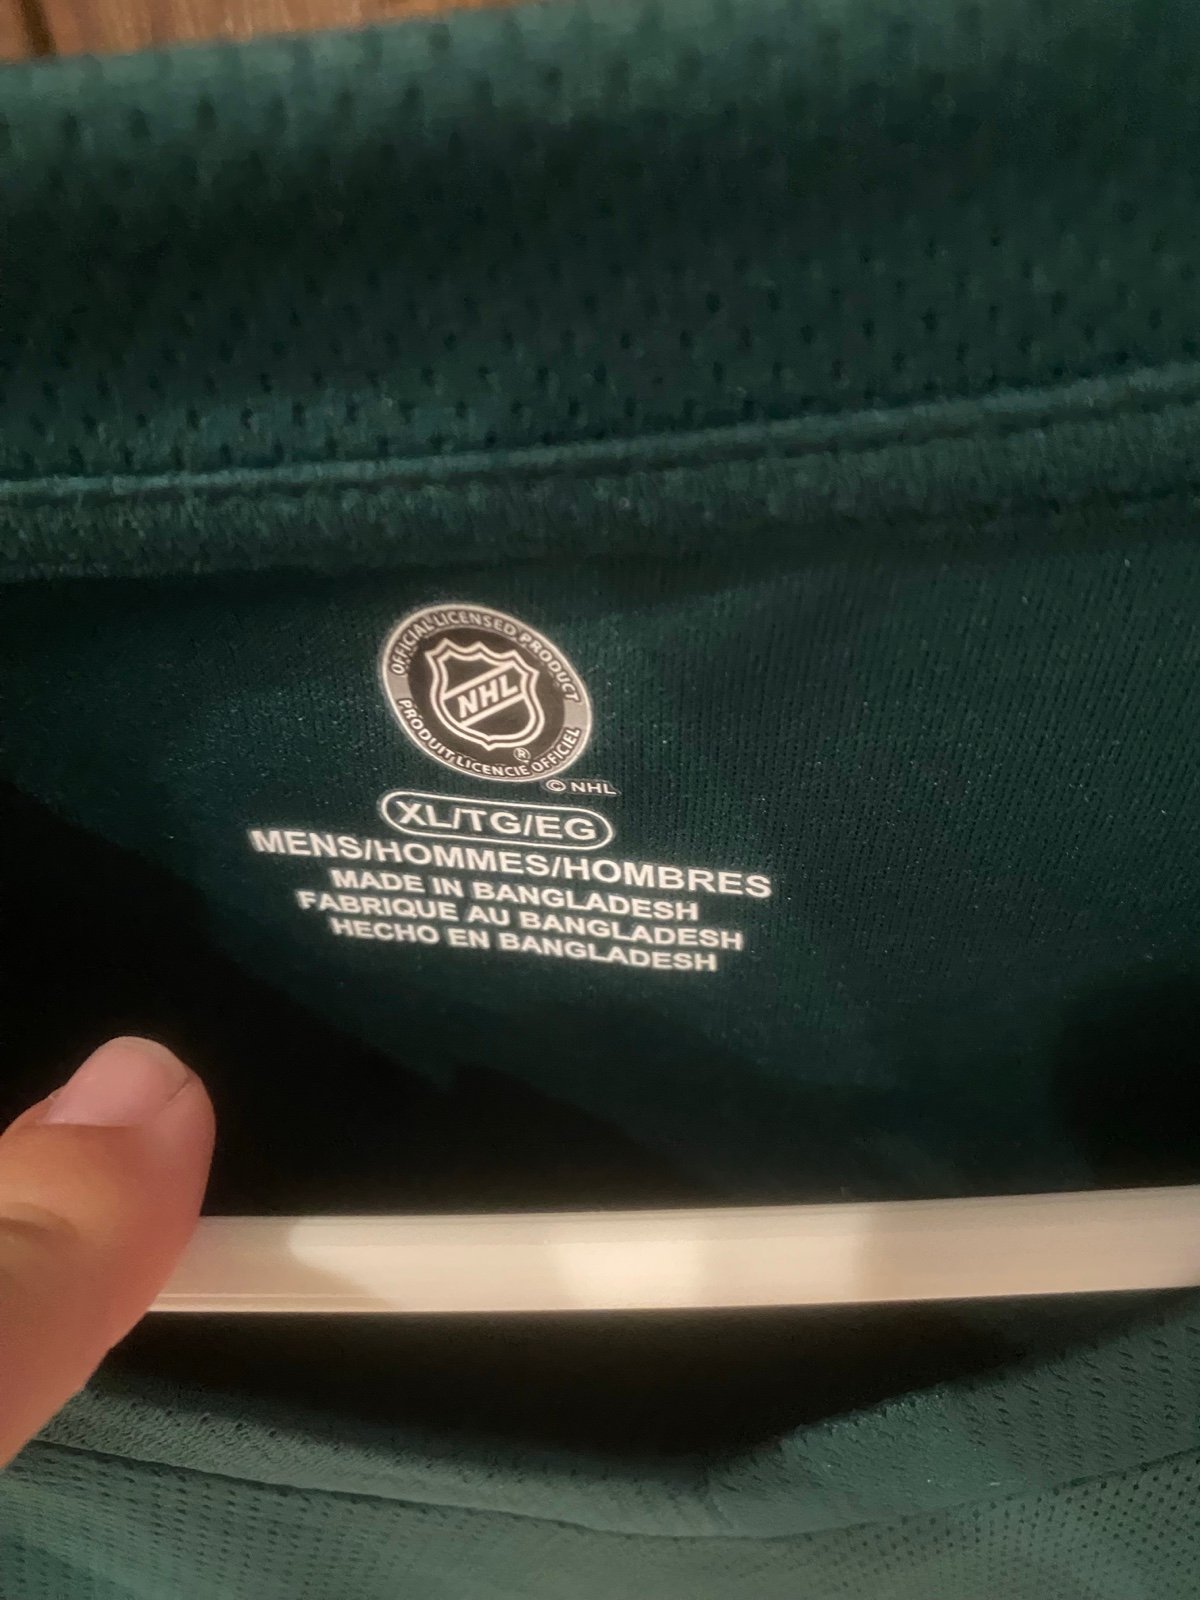 OFFICIAL LICENSED PRODUCT
NHL
®
PRODUIT LICENCIE OFFICIEL
© NHL
XL/TG/EG
MENS/HOMMES/HOMBRES
MADE IN BANGLADESH
FABRIQUE AU BANGLADESH
HECHO EN BANGLADESH